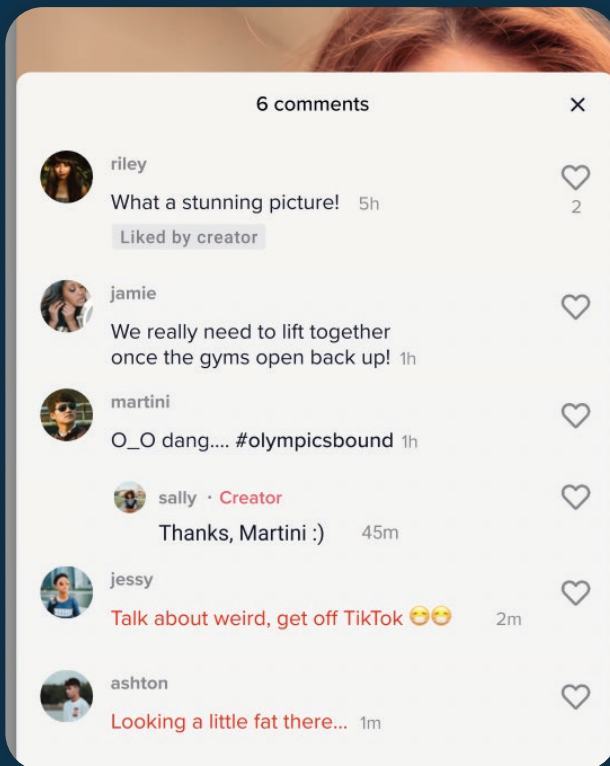 6 comments
riley
What a stunning picture! 5h
2
Liked by creator
jamie
We really need to lift together
once the gyms open back up! 1h
martini
O_O dang.... #olympicsbound 1h
sally · Creator
Thanks, Martini :) 45m
jessy
Talk about weird, get off TikTok 😁😁 2m
ashton
Looking a little fat there... 1m